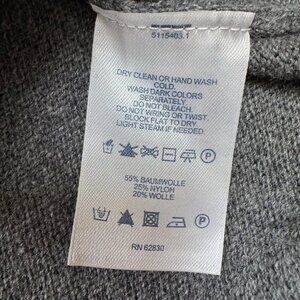 5115403.1
DRY CLEAN OR HAND WASH
COLD.
WASH DARK COLORS
SEPARATELY.
DO NOT BLEACH.
DO NOT WRING OR TWIST.
BLOCK FLAT TO DRY.
LIGHT STEAM IF NEEDED.
P
55% BAUMWOLLE
25% NYLON
20% WOLLE
P
RN 62830